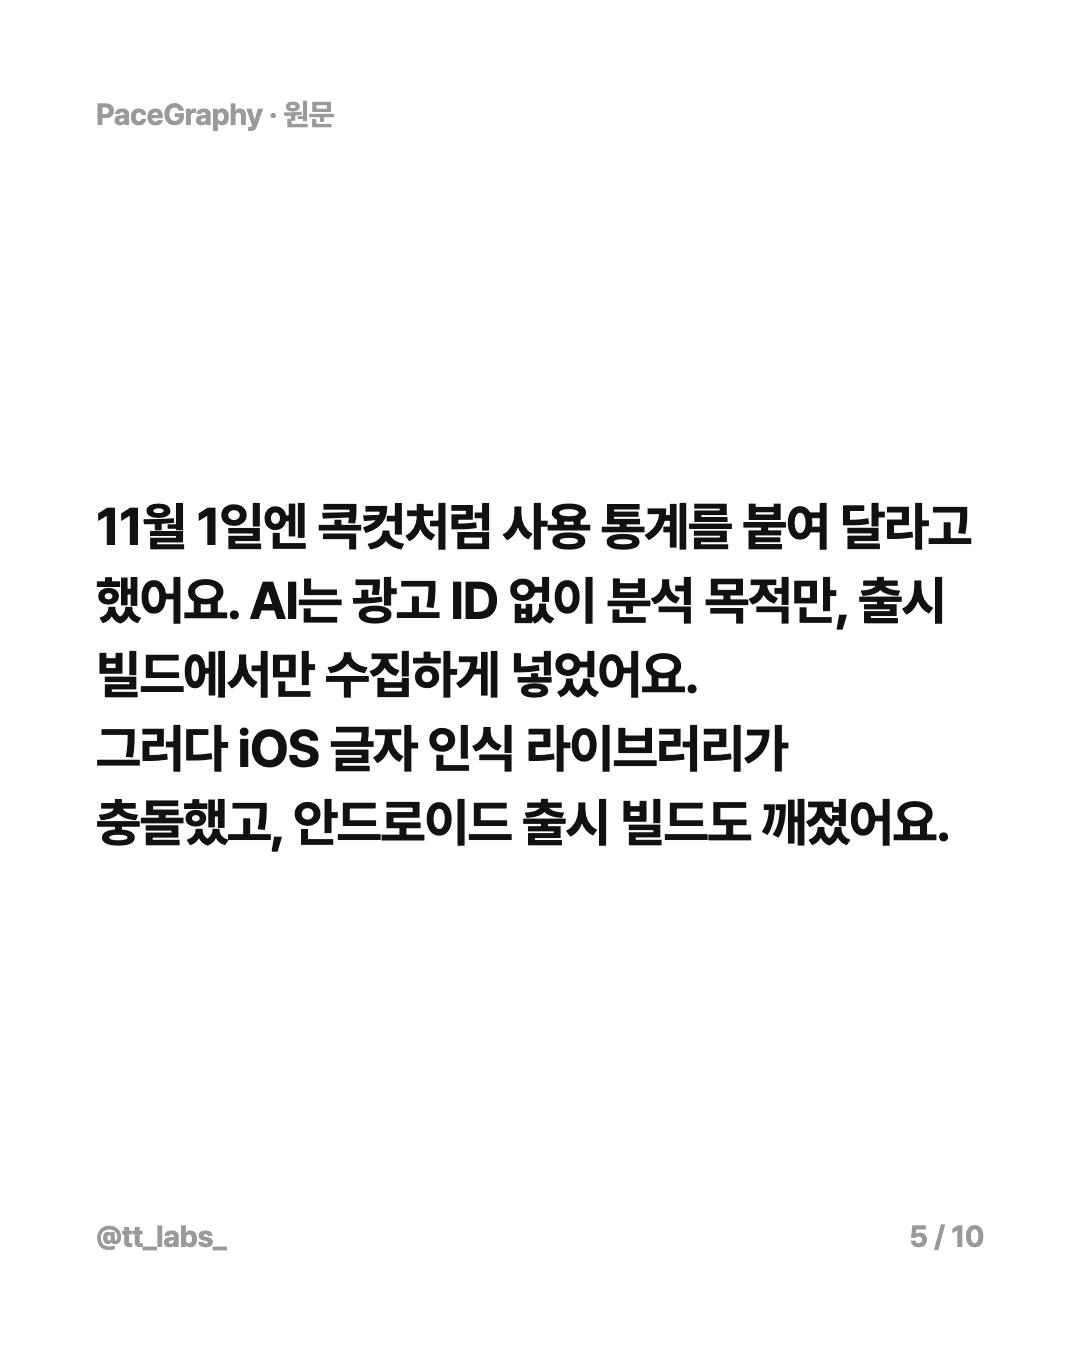 PaceGraphy · 원문
11월 1일엔 콕컷처럼 사용 통계를 붙여 달라고
했어요. AI는 광고 ID 없이 분석 목적만, 출시
빌드에서만 수집하게 넣었어요.
그러다 iOS 글자 인식 라이브러리가
충돌했고, 안드로이드 출시 빌드도 깨졌어요.
@tt_labs_
5 / 10